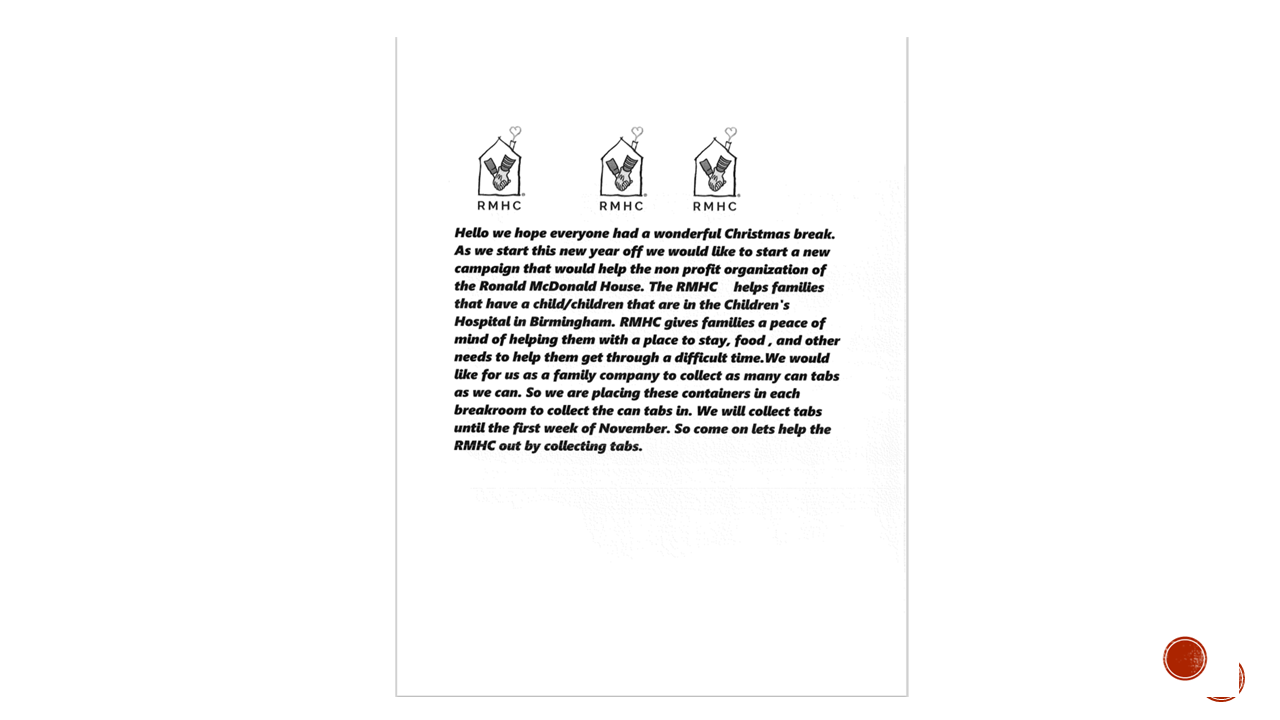 RMHC RMHC RMHC
Hello we hope everyone had a wonderful Christmas break.
As we start this new year off we would like to start a new
campaign that would help the non profit organization of
the Ronald McDonald House. The RMHC    helps families
that have a child/children that are in the Children`s
Hospital in Birmingham. RMHC gives families a peace of
mind of helping them with a place to stay, food , and other
needs to help them get through a difficult time.We would
like for us as a family company to collect as many can tabs
as we can. So we are placing these containers in each
breakroom to collect the can tabs in. We will collect tabs
until the first week of November. So come on lets help the
RMHC out by collecting tabs.